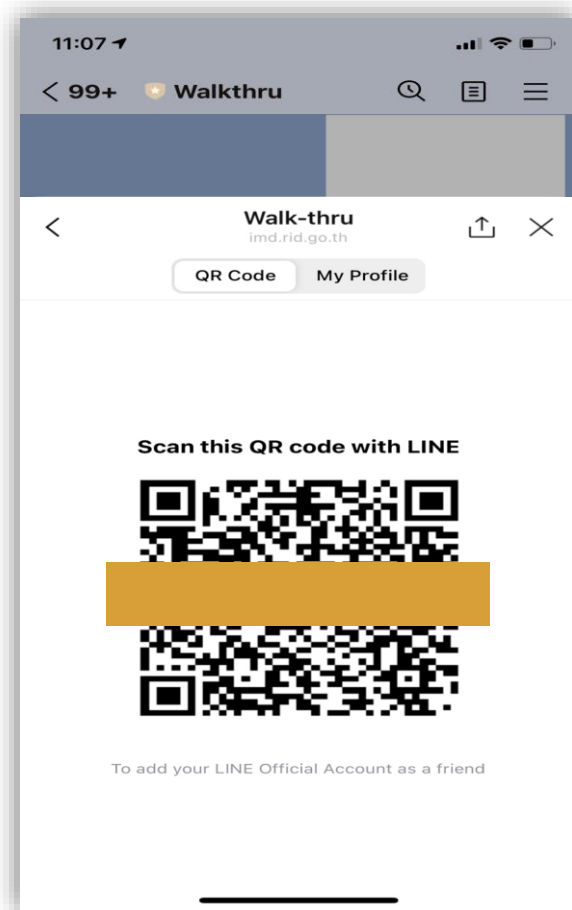 11:07
99+ Walkthru
Walk-thru
imd.rid.go.th
QR Code My Profile
Scan this QR code with LINE
To add your LINE Official Account as a friend